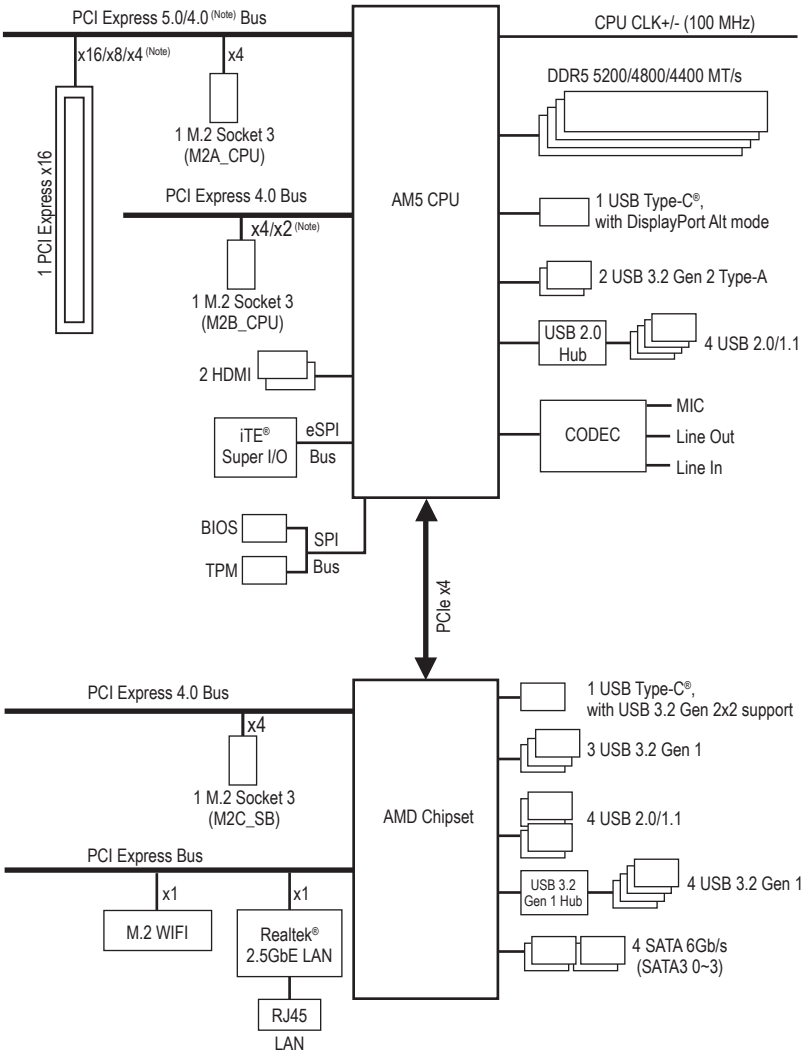 PCI Express 5.0/4.0 (Note) Bus
x16/x8/x4 (Note)
x4
1 PCI Express x16
1 M.2 Socket 3
(M2A_CPU)
PCI Express 4.0 Bus
x4/x2 (Note)
1 M.2 Socket 3
(M2B_CPU)
2 HDMI
iTE®
Super I/O
eSPI
Bus
BIOS
TPM
SPI
Bus
AM5 CPU
CPU CLK+/- (100 MHz)
DDR5 5200/4800/4400 MT/s
1 USB Type-C®,
with DisplayPort Alt mode
2 USB 3.2 Gen 2 Type-A
USB 2.0
Hub
4 USB 2.0/1.1
CODEC
MIC
Line Out
Line In
PCIe x4
PCI Express 4.0 Bus
x4
1 M.2 Socket 3
(M2C_SB)
PCI Express Bus
x1
M.2 WIFI
x1
Realtek®
2.5GbE LAN
RJ45
LAN
AMD Chipset
1 USB Type-C®,
with USB 3.2 Gen 2x2 support
3 USB 3.2 Gen 1
4 USB 2.0/1.1
USB 3.2
Gen 1 Hub
4 USB 3.2 Gen 1
4 SATA 6Gb/s
(SATA3 0~3)